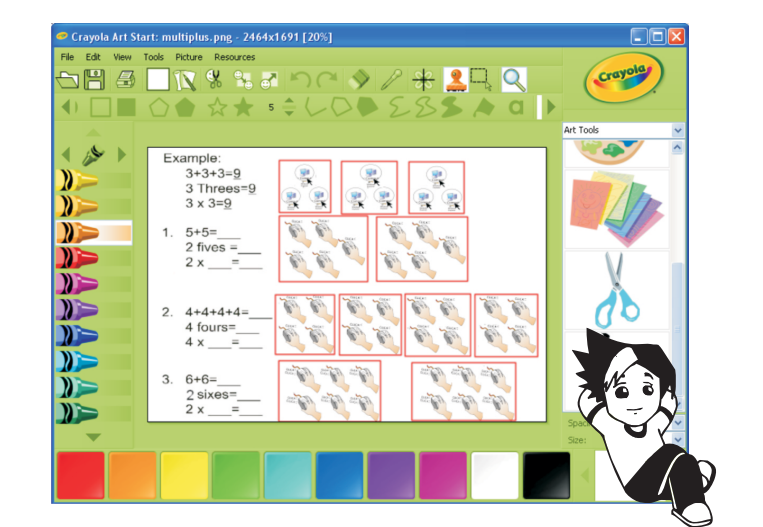 Crayola Art Start: multiplus.png - 2464x1691 [20%]
File Edit View Tools Picture Resources
Crayola
5
a
Art Tools
Example:
3+3+3=9
3 Threes=9
3 x 3=9
1. 5+5=___
2 fives =___
2 x ___=___
2. 4+4+4+4=___
4 fours=___
4 x ___=___
3. 6+6=___
2 sixes=___
2 x ___=___
Size: